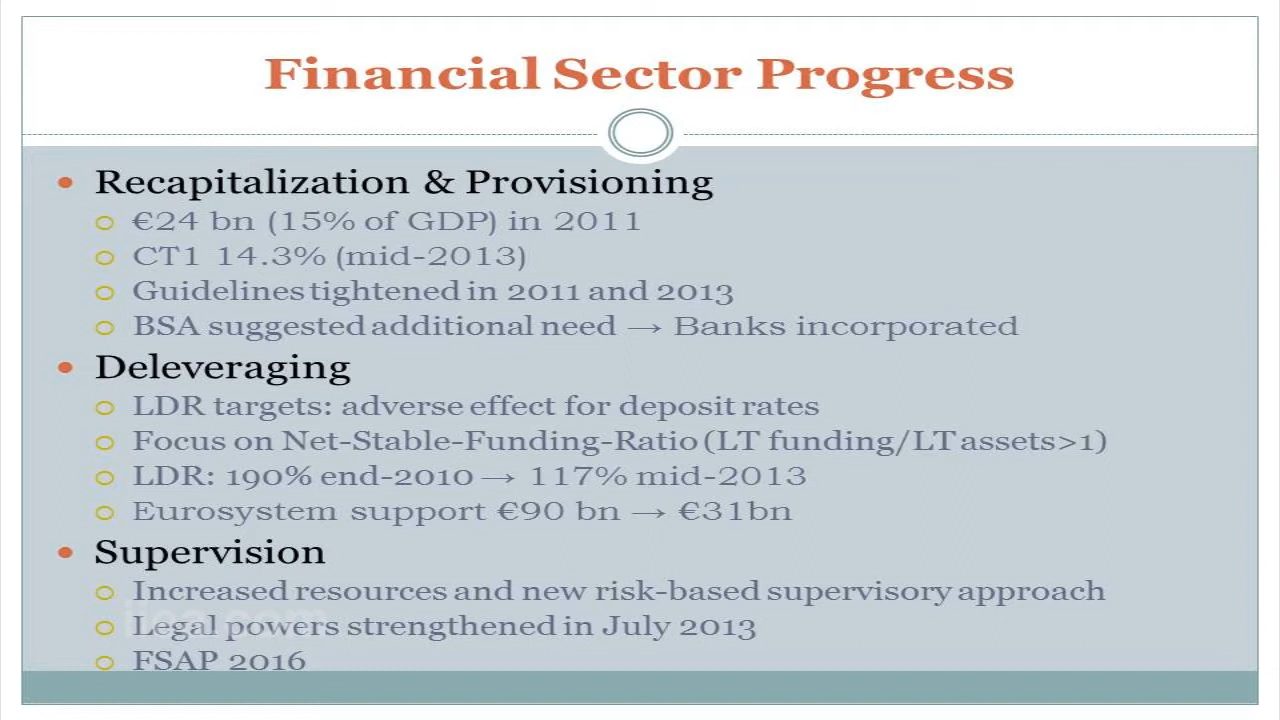 Financial Sector Progress
• Recapitalization & Provisioning
○ €24 bn (15% of GDP) in 2011
○ CT1 14.3% (mid-2013)
○ Guidelines tightened in 2011 and 2013
○ BSA suggested additional need → Banks incorporated
• Deleveraging
○ LDR targets: adverse effect for deposit rates
○ Focus on Net-Stable-Funding-Ratio (LT funding/LT assets>1)
○ LDR: 190% end-2010 → 117% mid-2013
○ Eurosystem support €90 bn → €31bn
• Supervision
○ Increased resources and new risk-based supervisory approach
○ Legal powers strengthened in July 2013
○ FSAP 2016